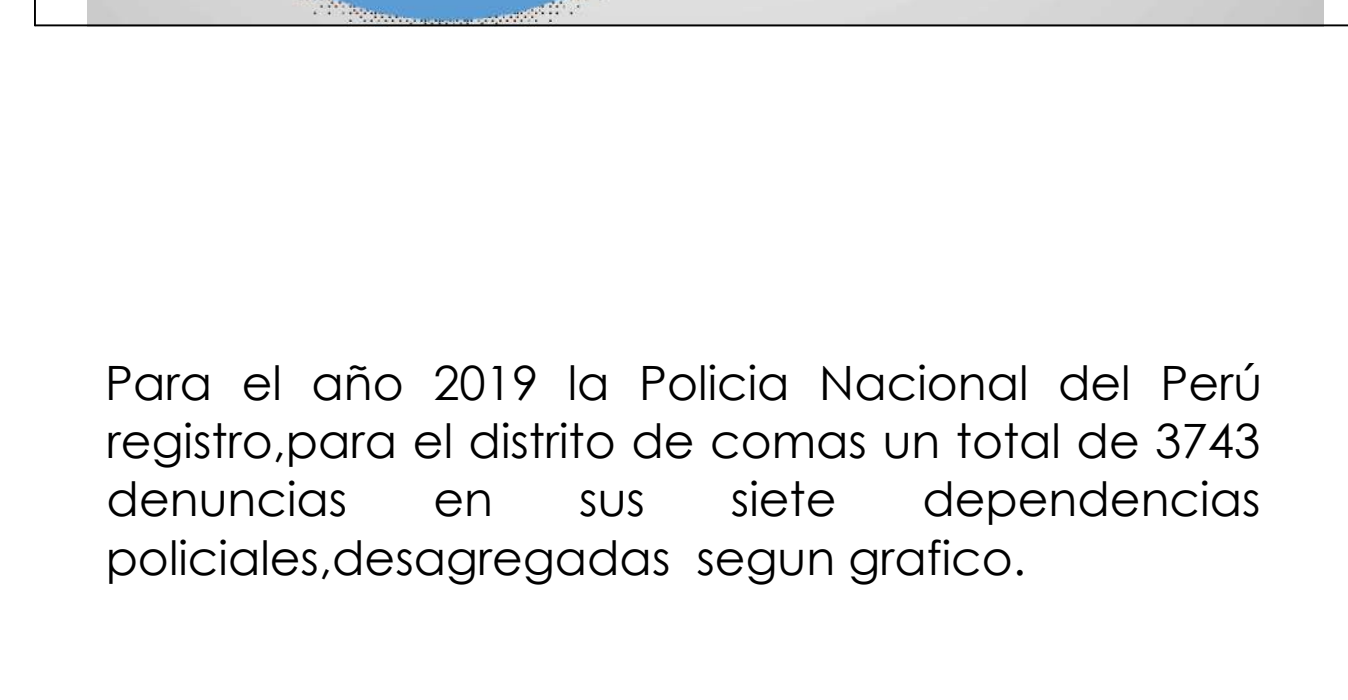 Para el año 2019 la Policia Nacional del Perú
registro,para el distrito de comas un total de 3743
denuncias en sus siete dependencias
policiales,desagregadas segun grafico.